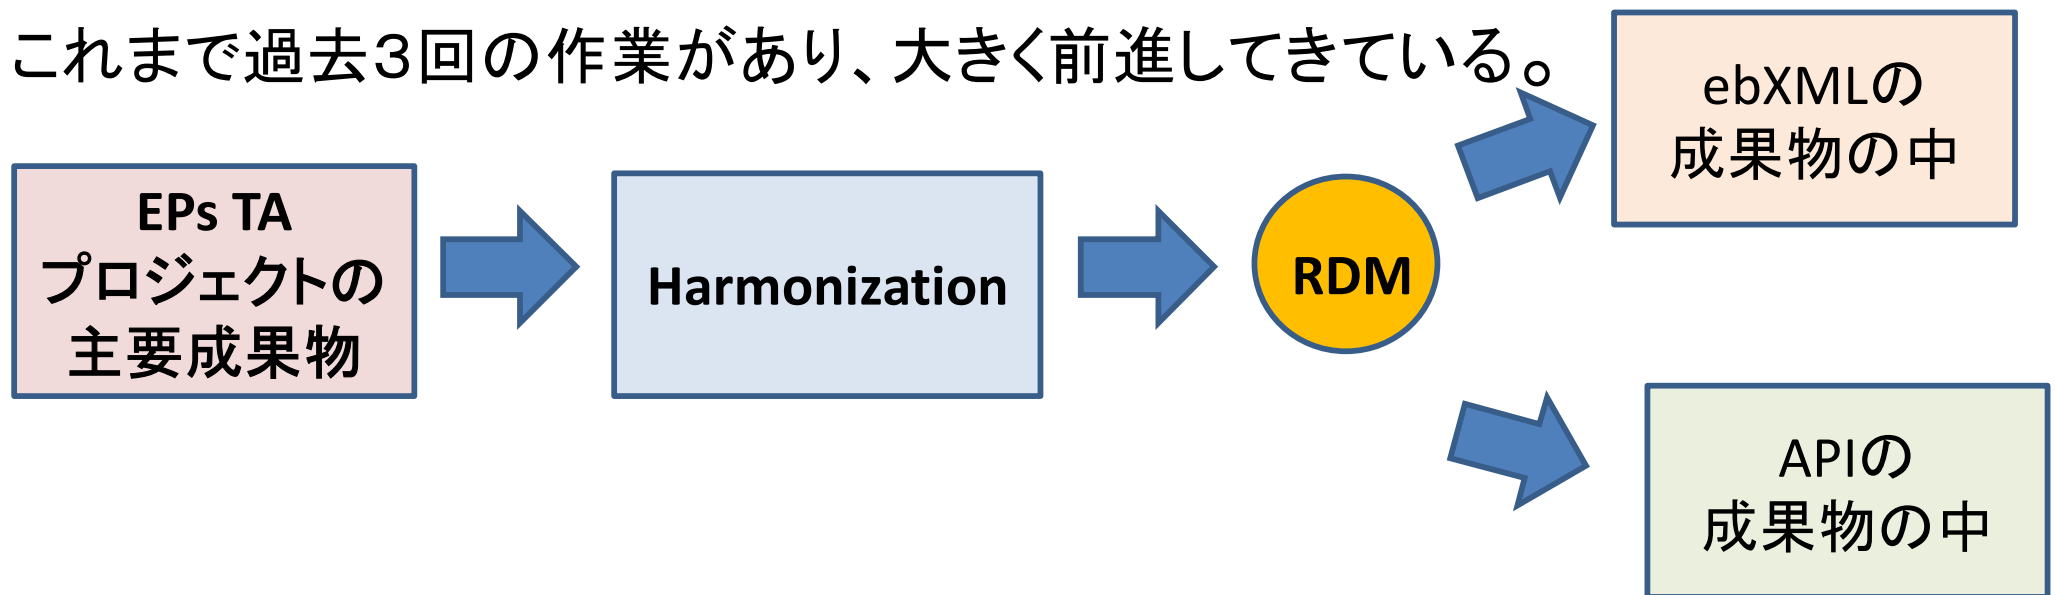 これまで過去3回の作業があり、大きく前進してきている。
EPs TA
プロジェクトの
主要成果物
Harmonization
RDM
ebXMLの
成果物の中
APIの
成果物の中